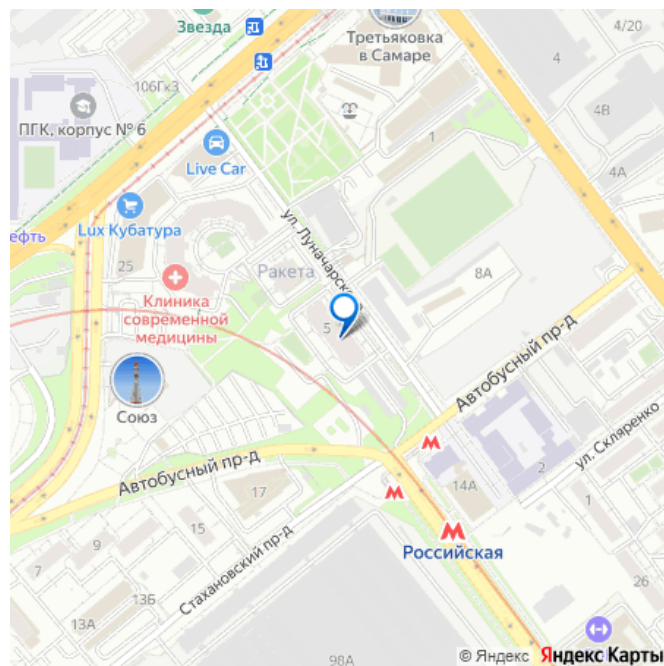 Звезда
4/20
Третьяковка
в Самаре
4
106Гк3
4В
ПГК, корпус № 6
1
Live Car
4А
Lux Кубатура
ефть
ул. Луначарско
25
Ракета
8А
Клиника
современной
медицины
5
Автобусный пр-д
Союз
ул. Скляренко
Автобусный пр-д
2
17
14А
1
15
Российская
9
Стахановский пр-д
7
26
13Б
13А
98А
© Яндекс Яндекс Карты